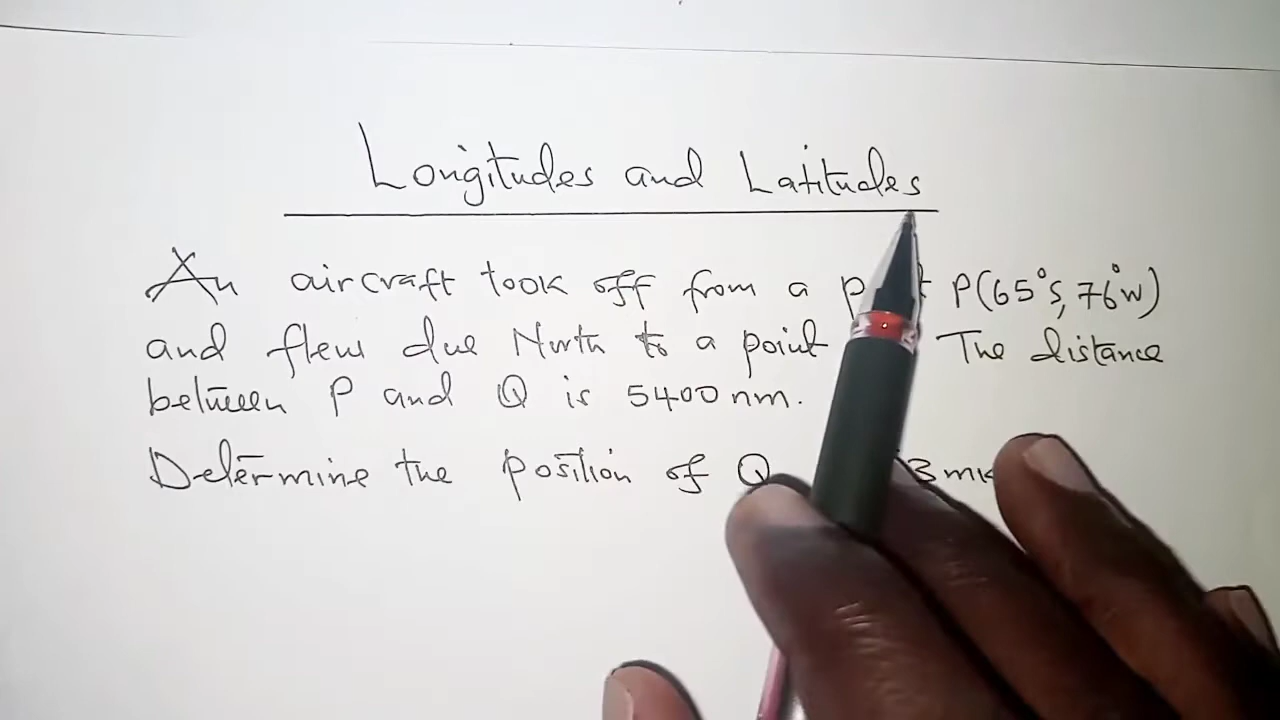 Longitudes and Latitudes
An aircraft took off from a P(65°S, 76°W)
and flew due North to a point The distance
between P and Q is 5400 nm.
Determine the position of Q